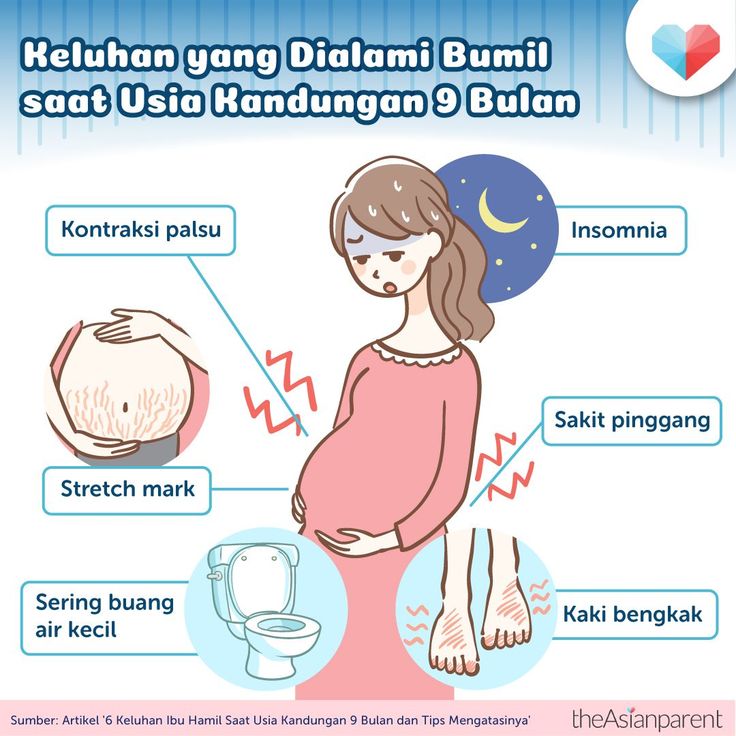 Keluhan yang Dialami Bumil
saat Usia Kandungan 9 Bulan
Kontraksi palsu
Insomnia
Sakit pinggang
Stretch mark
Sering buang
air kecil
Kaki bengkak
Sumber: Artikel '6 Keluhan Ibu Hamil Saat Usia Kandungan 9 Bulan dan Tips Mengatasinya'
theAsianparent